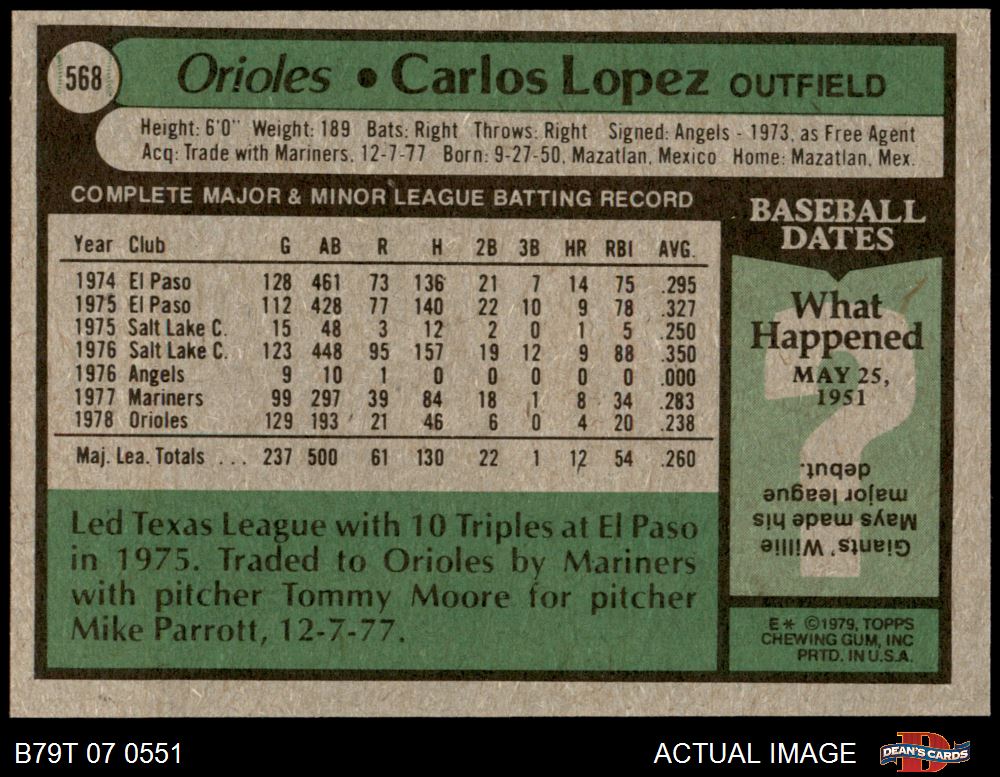 568
Orioles • Carlos Lopez OUTFIELD
Height: 6'0" Weight: 189 Bats: Right Throws: Right Signed: Angels - 1973, as Free Agent
Acq: Trade with Mariners, 12-7-77 Born: 9-27-50, Mazatlan, Mexico Home: Mazatlan, Mex.
COMPLETE MAJOR & MINOR LEAGUE BATTING RECORD
Year Club G AB R H 2B 3B HR RBI AVG.
1974 El Paso 128 461 73 136 21 7 14 75 .295
1975 El Paso 112 428 77 140 22 10 9 78 .327
1975 Salt Lake C. 15 48 3 12 2 0 1 5 .250
1976 Salt Lake C. 123 448 95 157 19 12 9 88 .350
1976 Angels 9 10 1 0 0 0 0 0 .000
1977 Mariners 99 297 39 84 18 1 8 34 .283
1978 Orioles 129 193 21 46 6 0 4 20 .238
Maj. Lea. Totals ... 237 500 61 130 22 1 12 54 .260
Led Texas League with 10 Triples at El Paso
in 1975. Traded to Orioles by Mariners
with pitcher Tommy Moore for pitcher
Mike Parrott, 12-7-77.
BASEBALL
DATES
What
Happened
MAY 25,
1951
Giants' Willie
Mays made his
major league
debut.
E* ©1979, TOPPS
CHEWING GUM, INC
PRTD. IN U.S.A.
B79T 07 0551
ACTUAL IMAGE
DEAN'S CARDS